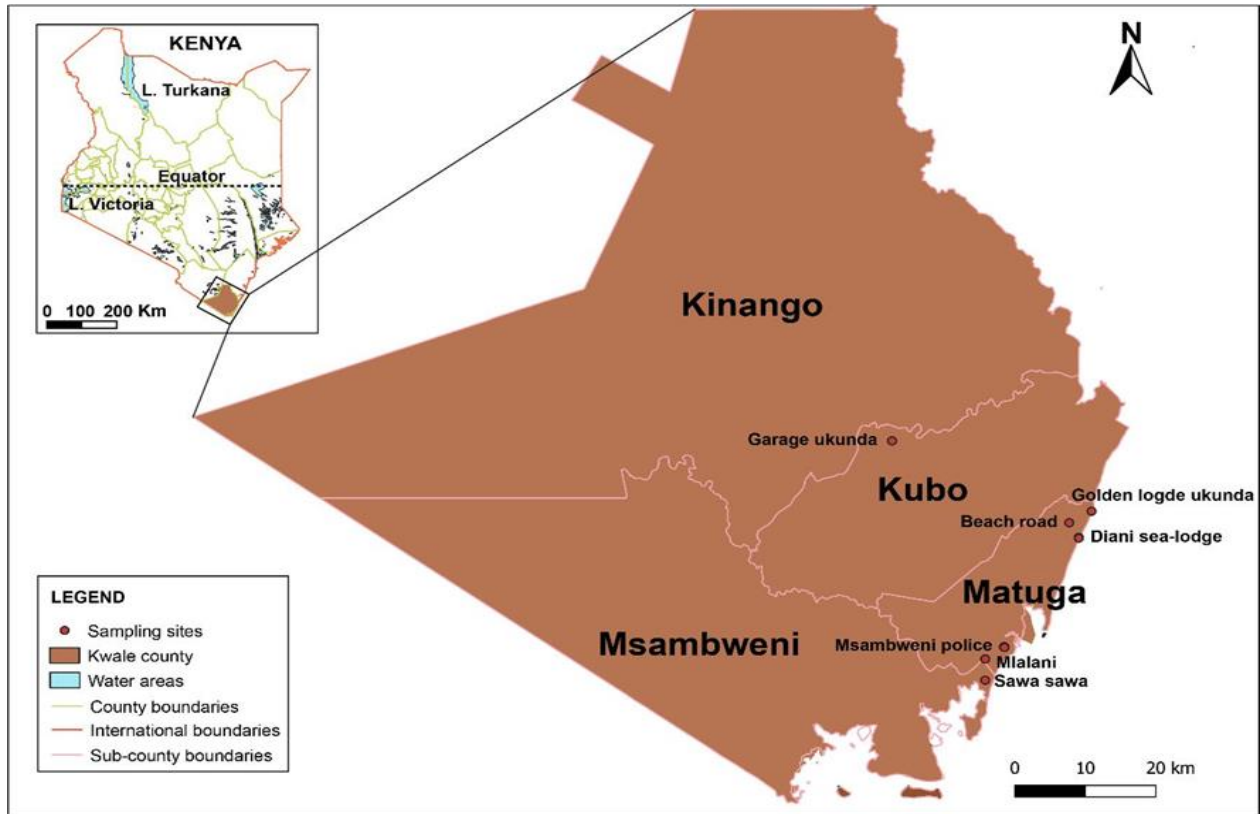 KENYA
L. Turkana
Equator
L. Victoria
0 100 200 Km
N
Kinango
Garage ukunda
Kubo
Golden logde ukunda
Beach road
Diani sea-lodge
Matuga
Msambweni
Msambweni police
Mlalani
Sawa sawa
LEGEND
Sampling sites
Kwale county
Water areas
County boundaries
International boundaries
Sub-county boundaries
0 10 20 km